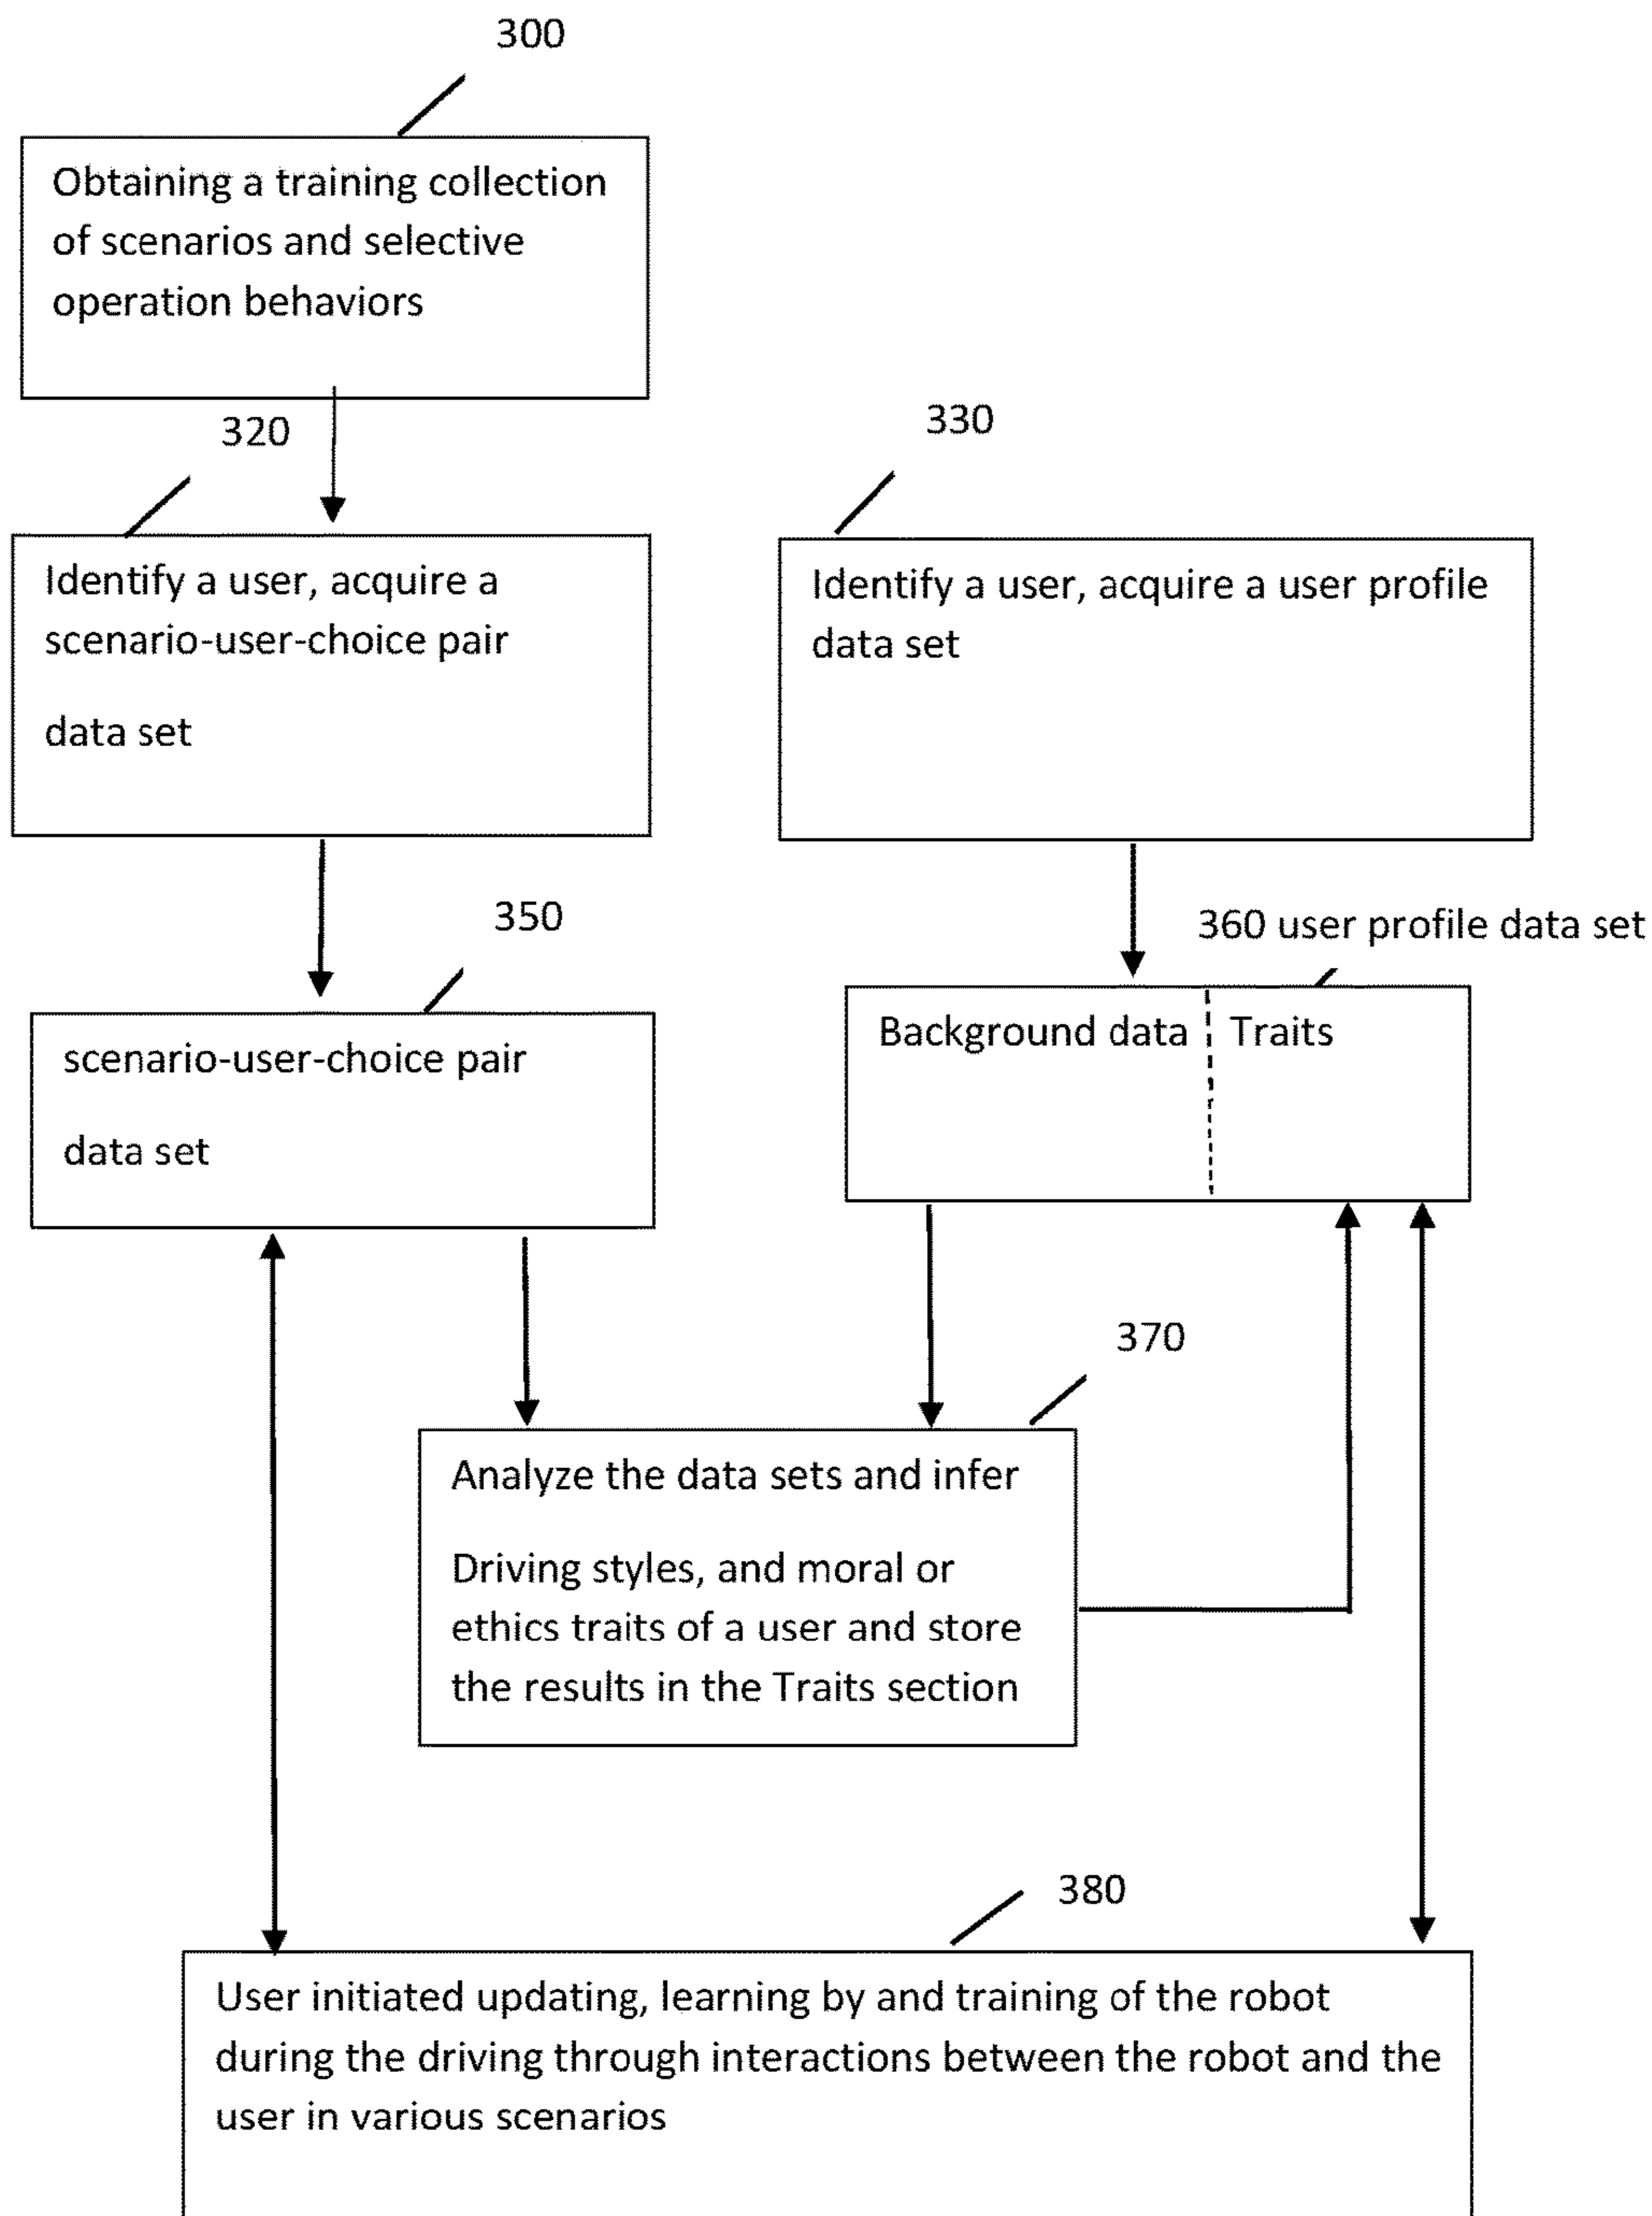 300
Obtaining a training collection
of scenarios and selective
operation behaviors
320
330
Identify a user, acquire a
scenario-user-choice pair
data set
Identify a user, acquire a user profile
data set
350
360 user profile data set
scenario-user-choice pair
data set
Background data
Traits
370
Analyze the data sets and infer
Driving styles, and moral or
ethics traits of a user and store
the results in the Traits section
380
User initiated updating, learning by and training of the robot
during the driving through interactions between the robot and the
user in various scenarios